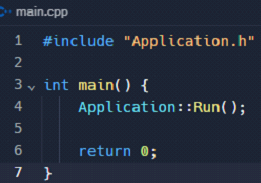 main.cpp
1 #include "Application.h"
2
3 int main() {
4     Application::Run();
5
6     return 0;
7 }